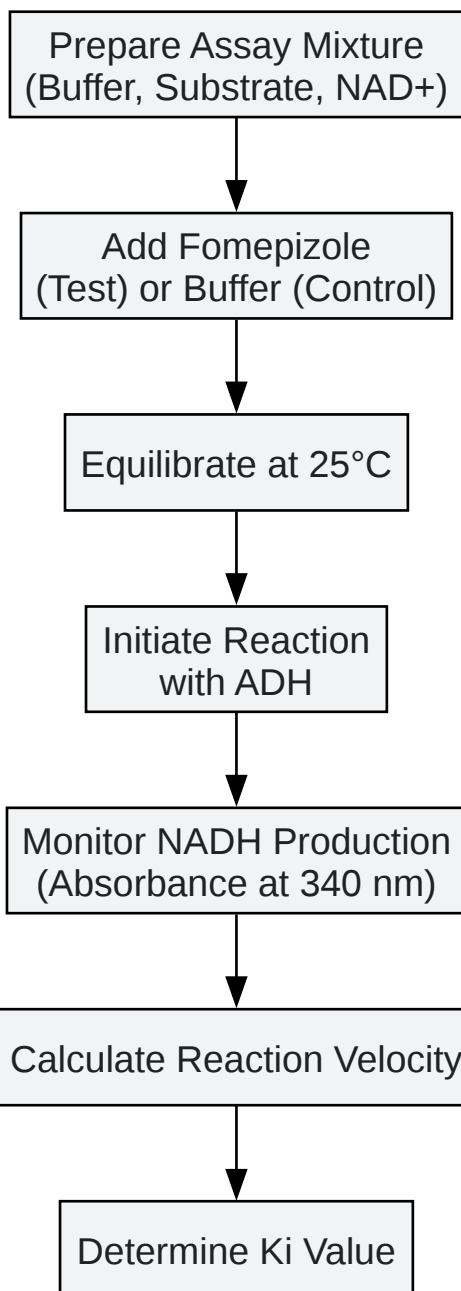 Prepare Assay Mixture
(Buffer, Substrate, NAD+)
Add Fomepizole
(Test) or Buffer (Control)
Equilibrate at 25°C
Initiate Reaction
with ADH
Monitor NADH Production
(Absorbance at 340 nm)
Calculate Reaction Velocity
Determine Ki Value